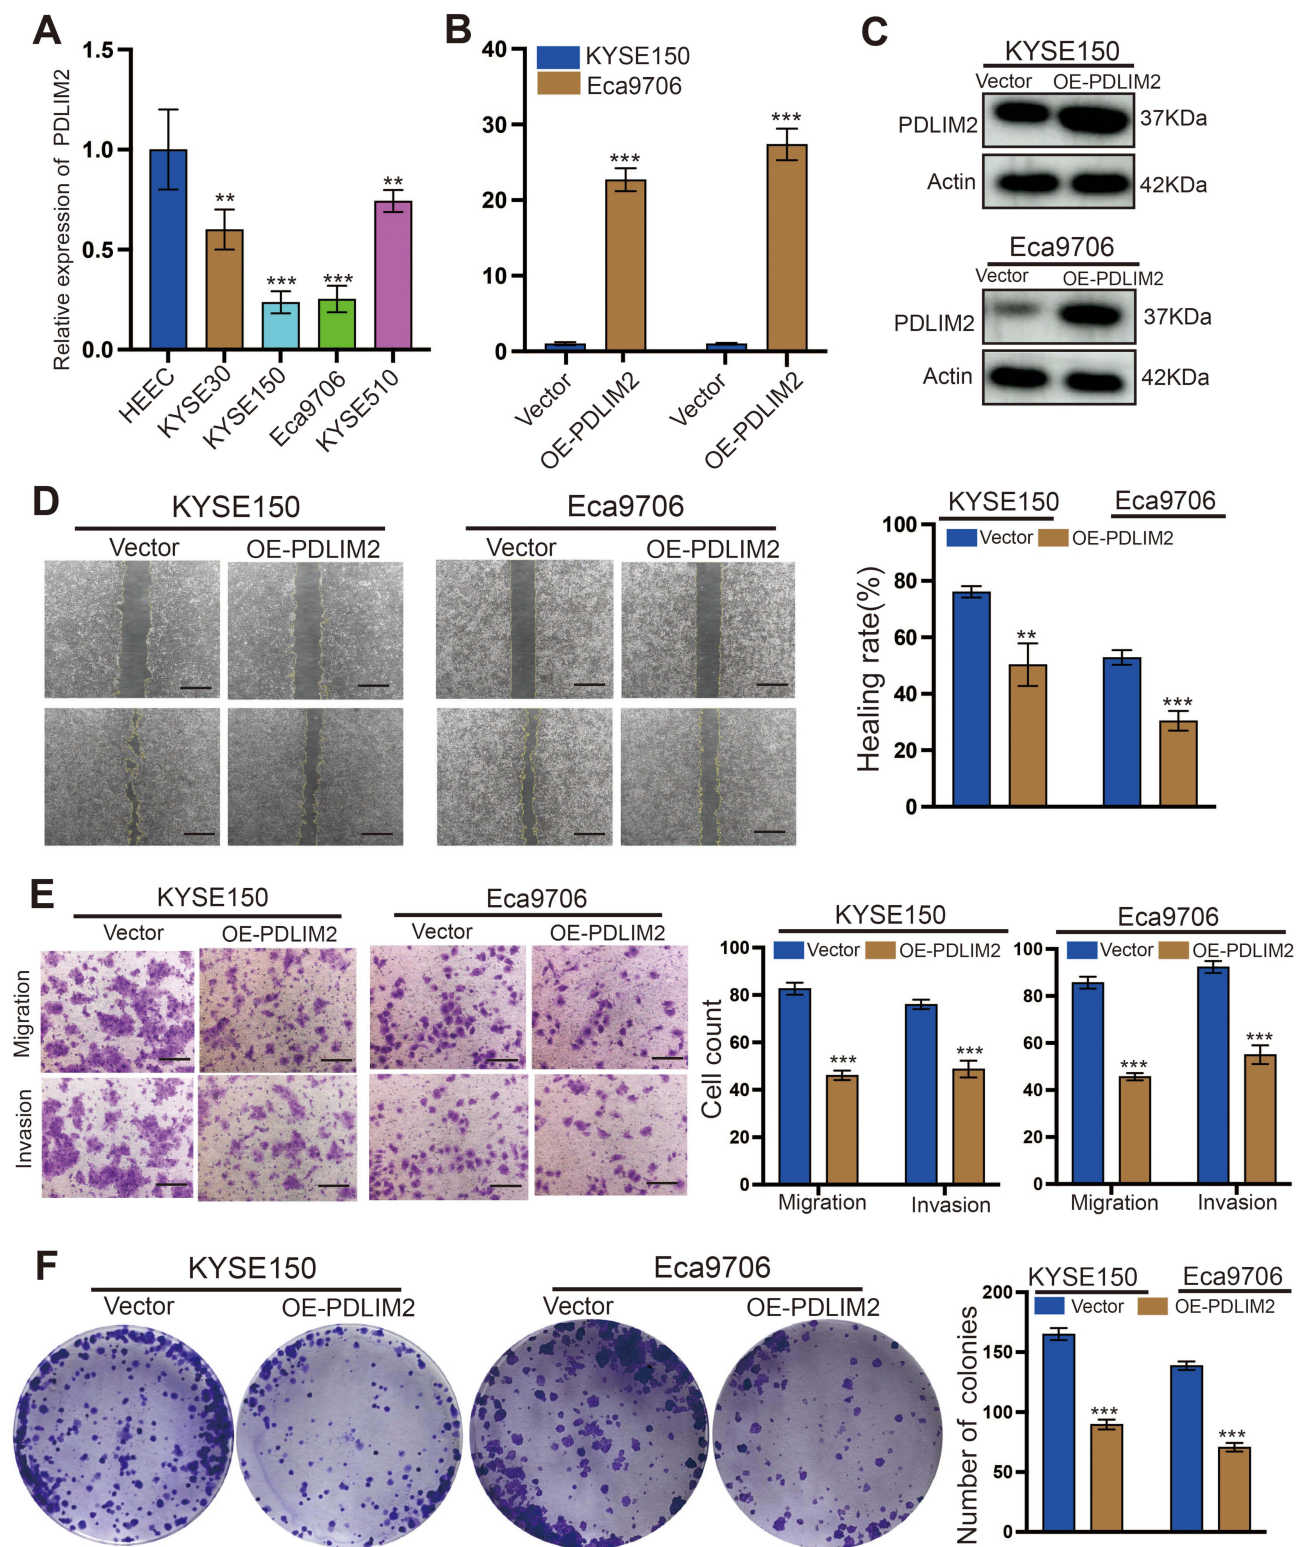 A
Relative expression of PDLIM2
1.5
1.0
0.5
0.0
**
***
***
**
HEEC
KYSE30
KYSE150
Eca9706
KYSE510
B
40
30
20
10
0
KYSE150
Eca9706
***
***
Vector
OE-PDLIM2
Vector
OE-PDLIM2
C
KYSE150
Vector OE-PDLIM2
PDLIM2 37KDa
Actin 42KDa
Eca9706
Vector OE-PDLIM2
PDLIM2 37KDa
Actin 42KDa
D
KYSE150 Eca9706
Vector OE-PDLIM2 Vector OE-PDLIM2
KYSE150 Eca9706
Vector OE-PDLIM2
Healing rate(%)
100
80
60
40
20
0
**
***
E
KYSE150 Eca9706
Vector OE-PDLIM2 Vector OE-PDLIM2
Migration
Invasion
KYSE150
Vector OE-PDLIM2
Cell count
100
80
60
40
20
0
***
***
Migration Invasion
Eca9706
Vector OE-PDLIM2
100
80
60
40
20
0
***
***
Migration Invasion
F
KYSE150 Eca9706
Vector OE-PDLIM2 Vector OE-PDLIM2
KYSE150 Eca9706
Vector OE-PDLIM2
Number of colonies
200
150
100
50
0
***
***